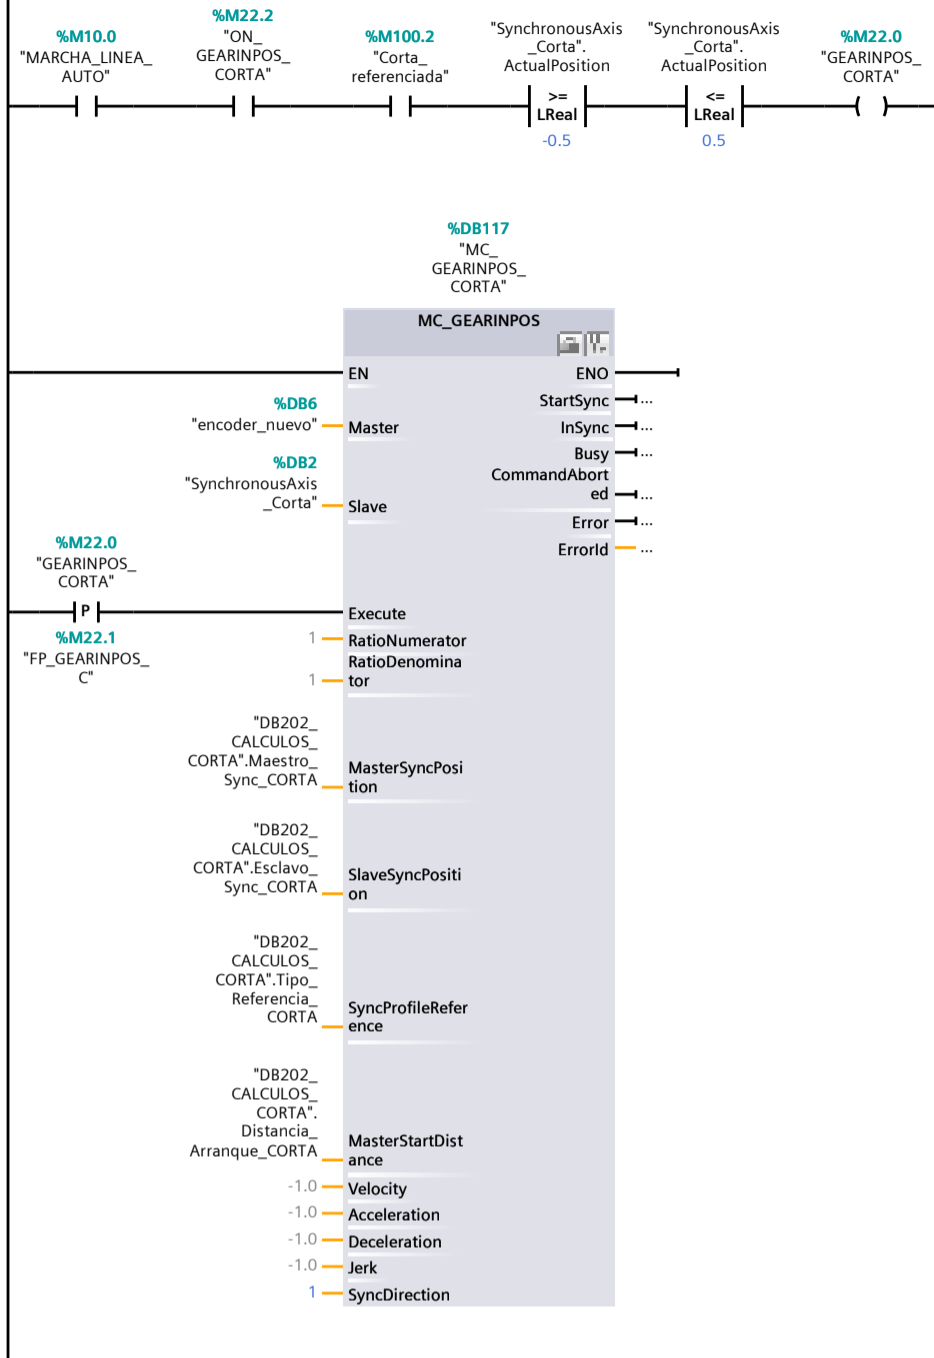 %M10.0
"MARCHA_LINEA_
AUTO"
%M22.2
"ON_
GEARINPOS_
CORTA"
%M100.2
"Corta_
referenciada"
"SynchronousAxis
_Corta".
ActualPosition
>=
LReal
-0.5
"SynchronousAxis
_Corta".
ActualPosition
<=
LReal
0.5
%M22.0
"GEARINPOS_
CORTA"
%DB117
"MC_
GEARINPOS_
CORTA"
MC_GEARINPOS
EN
ENO
StartSync
...
%DB6
"encoder_nuevo"
Master
InSync
...
Busy
...
%DB2
"SynchronousAxis
_Corta"
Slave
CommandAbort
ed
...
Error
...
ErrorId
...
%M22.0
"GEARINPOS_
CORTA"
P
%M22.1
"FP_GEARINPOS_
C"
Execute
1
RatioNumerator
1
RatioDenomina
tor
"DB202_
CALCULOS_
CORTA".Maestro_
Sync_CORTA
MasterSyncPosi
tion
"DB202_
CALCULOS_
CORTA".Esclavo_
Sync_CORTA
SlaveSyncPositi
on
"DB202_
CALCULOS_
CORTA".Tipo_
Referencia_
CORTA
SyncProfileRefer
ence
"DB202_
CALCULOS_
CORTA".
Distancia_
Arranque_CORTA
MasterStartDist
ance
-1.0
Velocity
-1.0
Acceleration
-1.0
Deceleration
-1.0
Jerk
1
SyncDirection